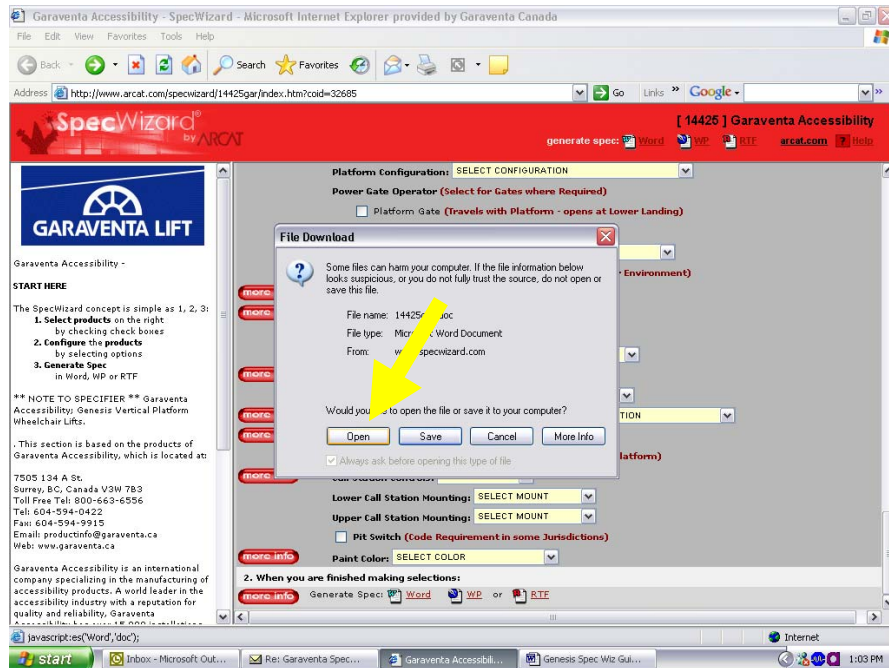 Garaventa Accessibility - SpecWizard - Microsoft Internet Explorer provided by Garaventa Canada
File Edit View Favorites Tools Help
Back Search Favorites
Address http://www.arcat.com/specwizard/14425gar/index.htm?coid=32685 Go Links » Google »
SpecWizard® by ARCAT
[ 14425 ] Garaventa Accessibility
generate spec: Word WP RTF arcat.com Help
GARAVENTA LIFT
Garaventa Accessibility -
START HERE
The SpecWizard concept is simple as 1, 2, 3:
1. Select products on the right
by checking check boxes
2. Configure the products
by selecting options
3. Generate Spec
in Word, WP or RTF
** NOTE TO SPECIFIER ** Garaventa
Accessibility; Genesis Vertical Platform
Wheelchair Lifts.
. This section is based on the products of
Garaventa Accessibility, which is located at:
7505 134 A St.
Surrey, BC, Canada V3W 7B3
Toll Free Tel: 800-663-6556
Tel: 604-594-0422
Fax: 604-594-9915
Email: productinfo@garaventa.ca
Web: www.garaventa.ca
Garaventa Accessibility is an international
company specializing in the manufacturing of
accessibility products. A world leader in the
accessibility industry with a reputation for
quality and reliability, Garaventa
Platform Configuration: SELECT CONFIGURATION
Power Gate Operator (Select for Gates where Required)
Platform Gate (Travels with Platform - opens at Lower Landing)
Environment)
more
more
more
more
more
more
File Download
Some files can harm your computer. If the file information below
looks suspicious, or you do not fully trust the source, do not open or
save this file.
File name: doc
File type: Word Document
From: specwizard.com
Would you to open the file or save it to your computer?
Open Save Cancel More Info
Always ask before opening this type of file
Lower Call Station Mounting: SELECT MOUNT
Upper Call Station Mounting: SELECT MOUNT
Pit Switch (Code Requirement in some Jurisdictions)
more info Paint Color: SELECT COLOR
2. When you are finished making selections:
more info Generate Spec: Word WP or RTF
javascript:es('Word','doc'); Internet
start Inbox - Microsoft Out... Re: Garaventa Spec... Garaventa Accessibili... Genesis Spec Wiz Gui... 1:03 PM